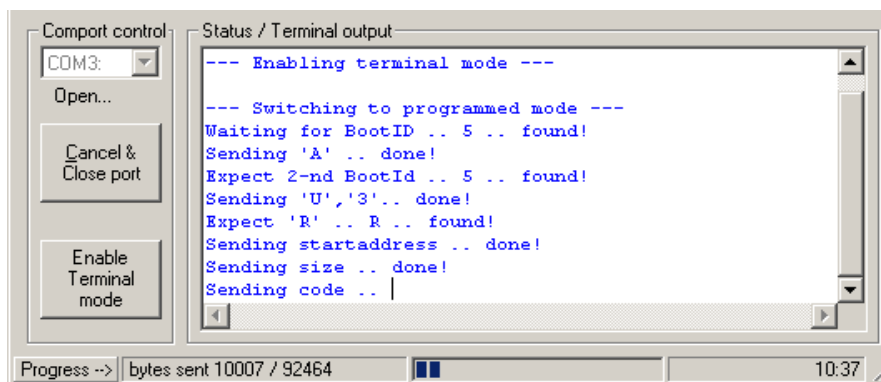 Comport control
COM3:
Open...
Cancel &
Close port
Enable
Terminal
mode
Status / Terminal output
--- Enabling terminal mode ---
--- Switching to programmed mode ---
Waiting for BootID .. 5 .. found!
Sending 'A' .. done!
Expect 2-nd BootId .. 5 .. found!
Sending 'U','3'.. done!
Expect 'R' .. R .. found!
Sending startaddress .. done!
Sending size .. done!
Sending code ..
Progress --> bytes sent 10007 / 92464 10:37